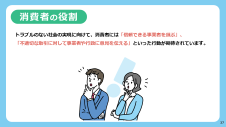 消費者の役割
トラブルのない社会の実現に向けて、消費者には「信頼できる事業者を選ぶ」、
「不適切な取引に対して事業者や行政に意見を伝える」といった行動が期待されています。